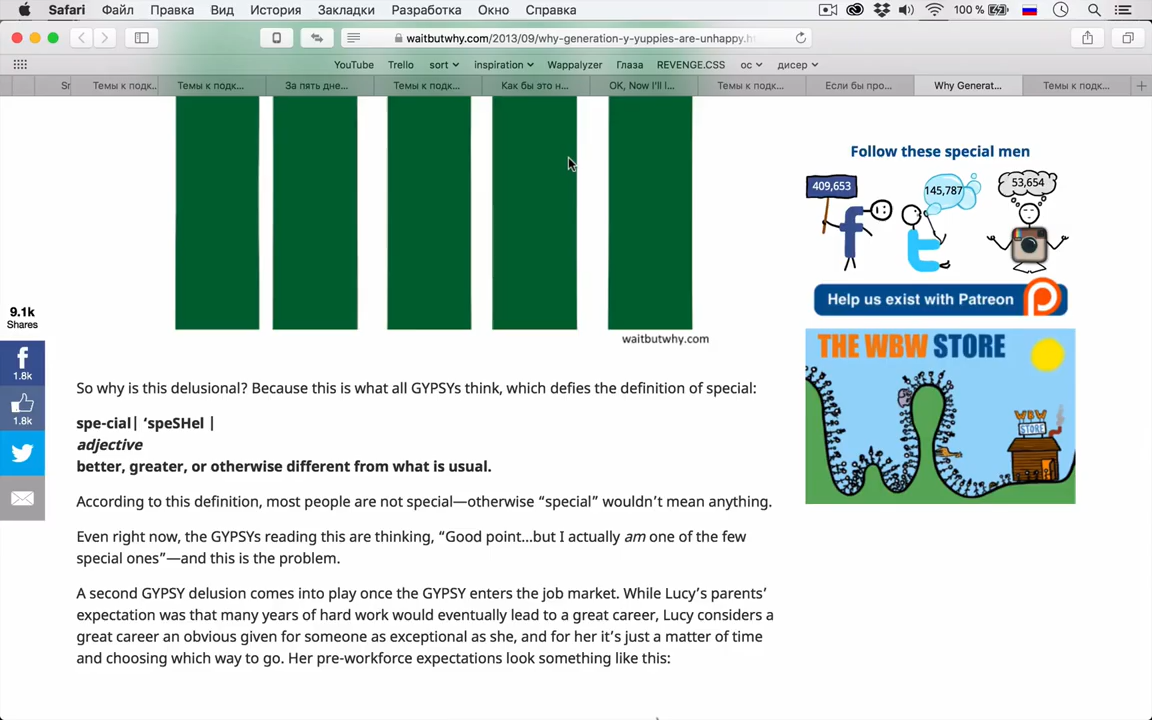 Safari Файл Правка Вид История Закладки Разработка Окно Справка 100 %
waitbutwhy.com/2013/09/why-generation-y-yuppies-are-unhappy.h
YouTube Trello sort inspiration Wappalyzer Глаза REVENGE.CSS ос дисер
Sr Темы к подк... Темы к подк... За пять дне... Темы к подк... Как бы это н... OK, Now I'll I... Темы к подк... Если бы про... Why Generat... Темы к подк...
waitbutwhy.com
9.1k
Shares
1.8k
1.8k
So why is this delusional? Because this is what all GYPSYs think, which defies the definition of special:
spe-cial| ‘speSHel |
adjective
better, greater, or otherwise different from what is usual.
According to this definition, most people are not special—otherwise “special” wouldn’t mean anything.
Even right now, the GYPSYs reading this are thinking, “Good point…but I actually am one of the few
special ones”—and this is the problem.
A second GYPSY delusion comes into play once the GYPSY enters the job market. While Lucy’s parents’
expectation was that many years of hard work would eventually lead to a great career, Lucy considers a
great career an obvious given for someone as exceptional as she, and for her it’s just a matter of time
and choosing which way to go. Her pre-workforce expectations look something like this:
Follow these special men
409,653 145,787 53,654
Help us exist with Patreon
THE WBW STORE
STORE